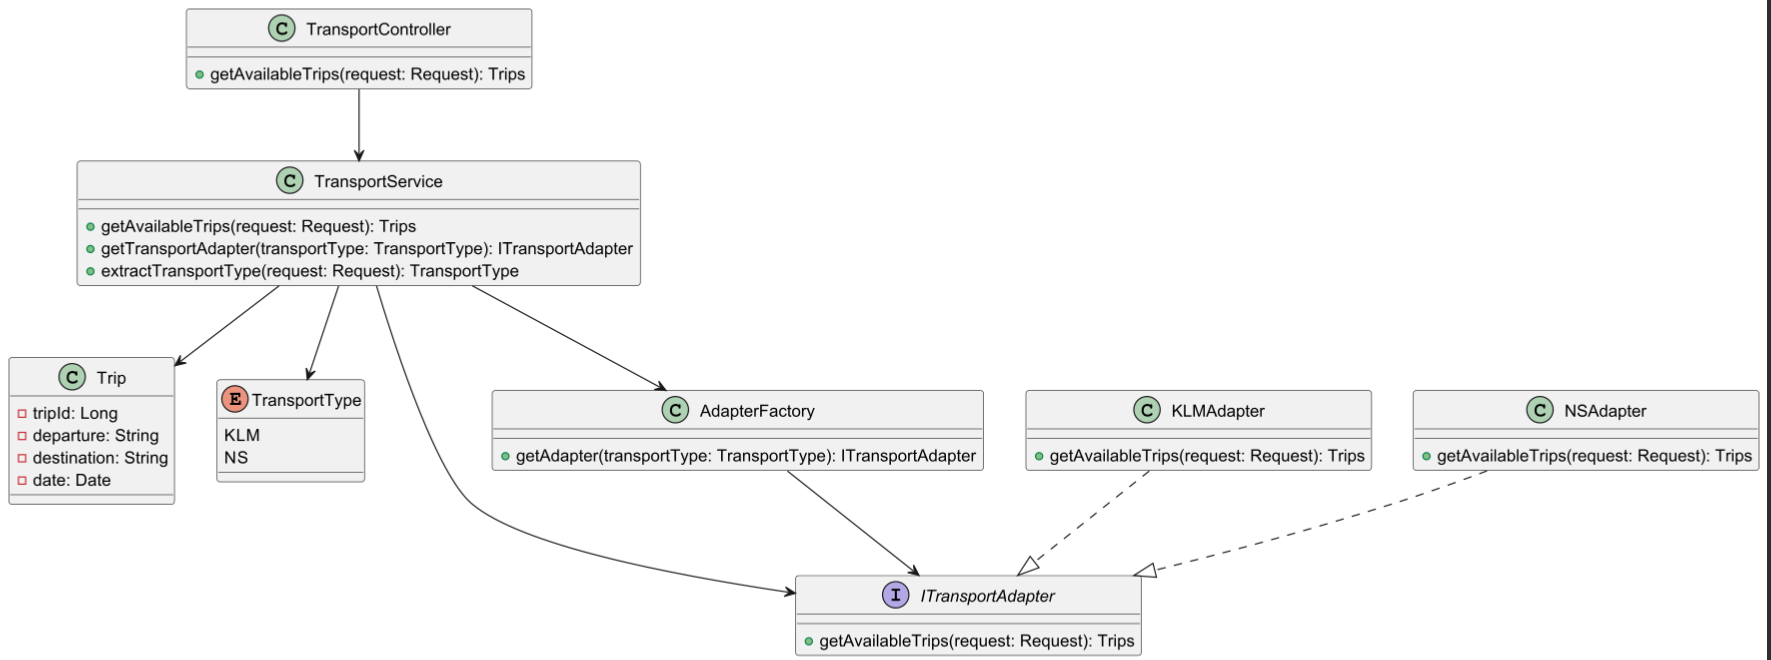 C TransportController
getAvailableTrips(request: Request): Trips
C TransportService
getAvailableTrips(request: Request): Trips
getTransportAdapter(transportType: TransportType): ITransportAdapter
extractTransportType(request: Request): TransportType
C Trip
tripId: Long
departure: String
destination: String
date: Date
E TransportType
KLM
NS
C AdapterFactory
getAdapter(transportType: TransportType): ITransportAdapter
C KLMAdapter
getAvailableTrips(request: Request): Trips
C NSAdapter
getAvailableTrips(request: Request): Trips
I ITransportAdapter
getAvailableTrips(request: Request): Trips